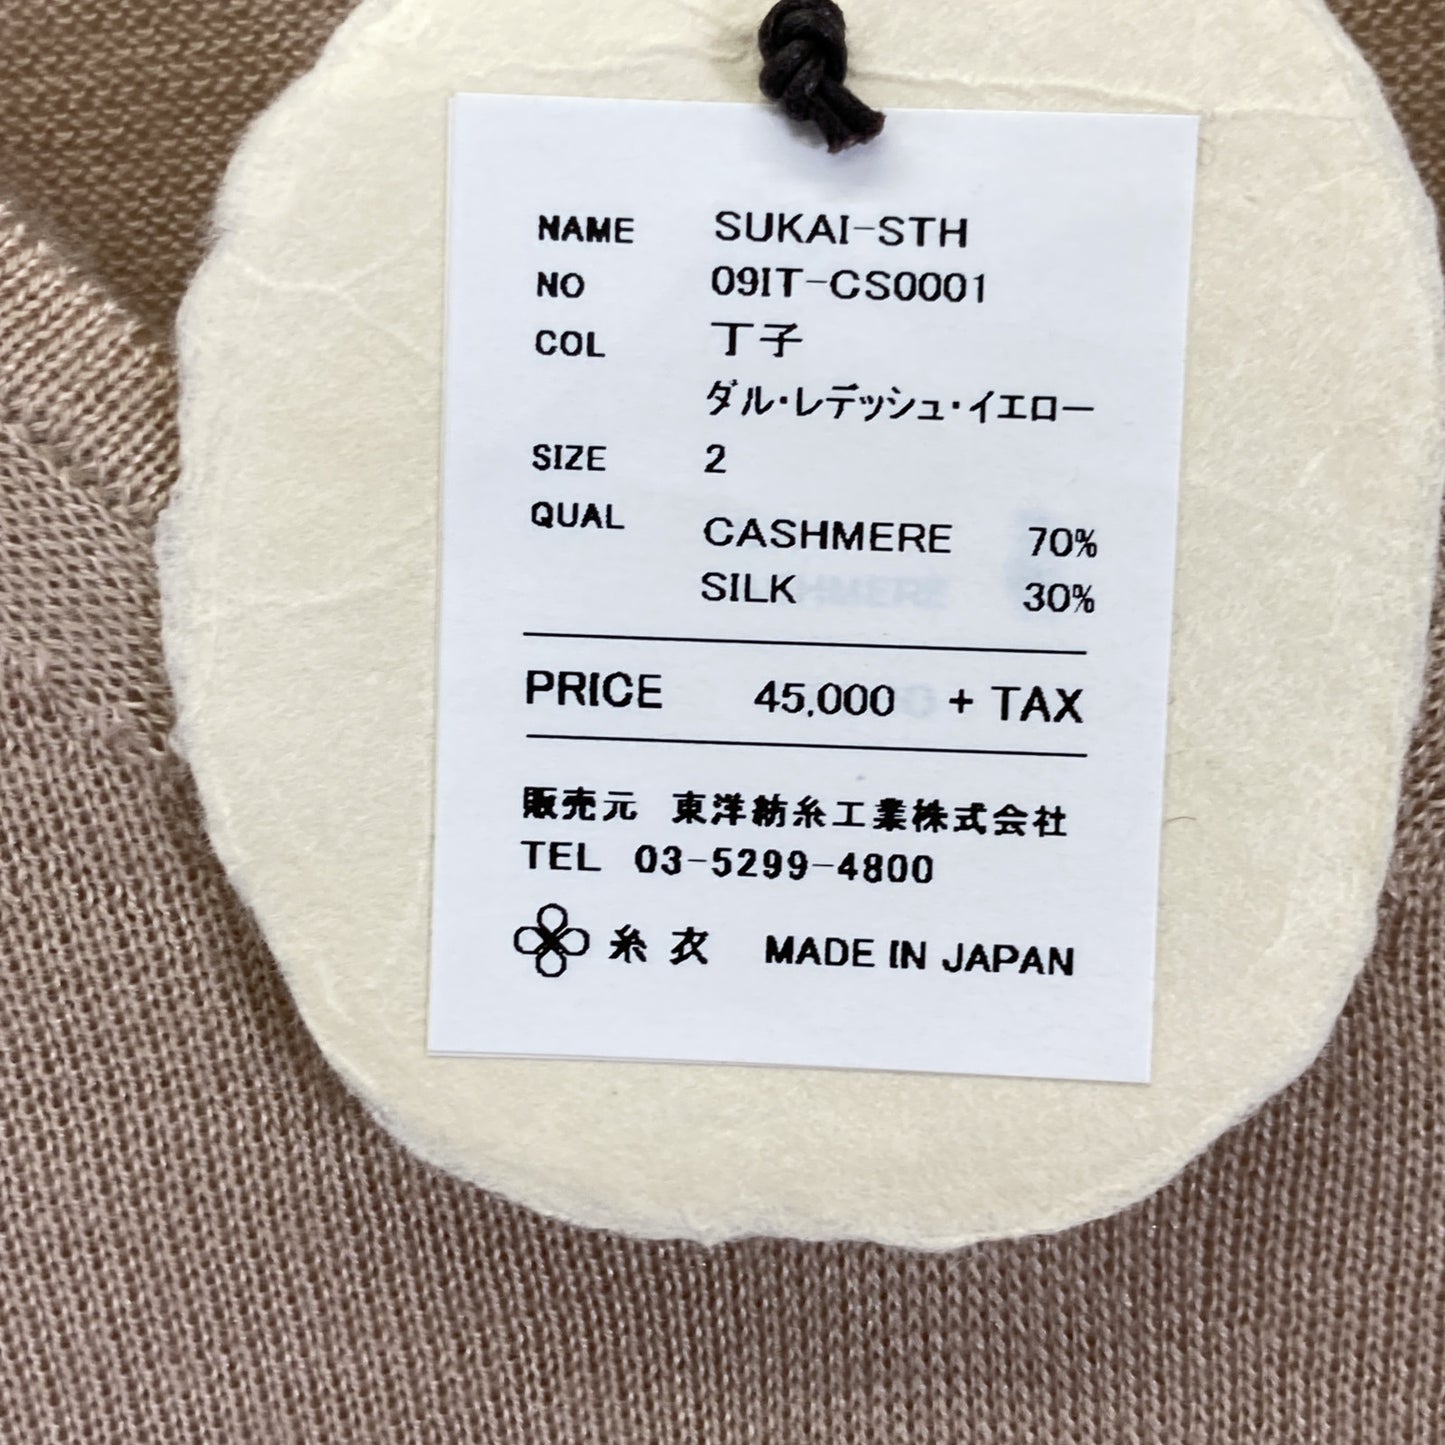 NAME SUKAI-STH
NO 09IT-CS0001
COL 丁子
ダル・レデッシュ・イエロー
SIZE 2
QUAL CASHMERE 70%
SILK 30%
PRICE 45,000 + TAX
販売元 東洋紡糸工業株式会社
TEL 03-5299-4800
糸衣 MADE IN JAPAN